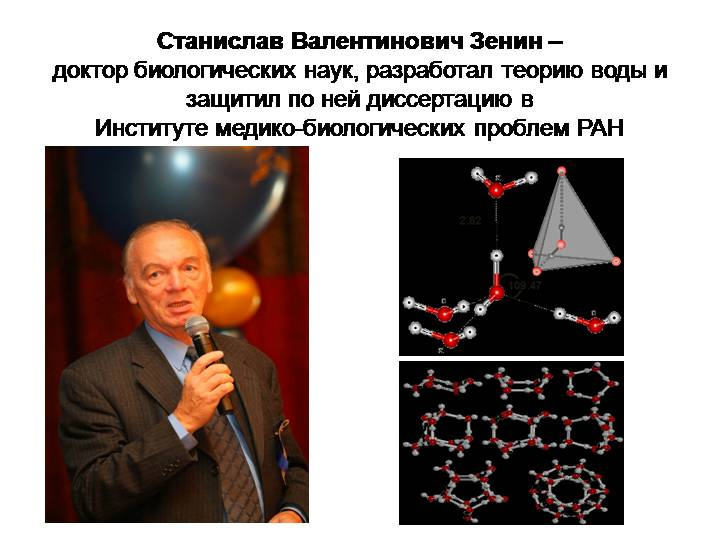 Станислав Валентинович Зенин –
доктор биологических наук, разработал теорию воды и
защитил по ней диссертацию в
Институте медико-биологических проблем РАН
2.82
109.47